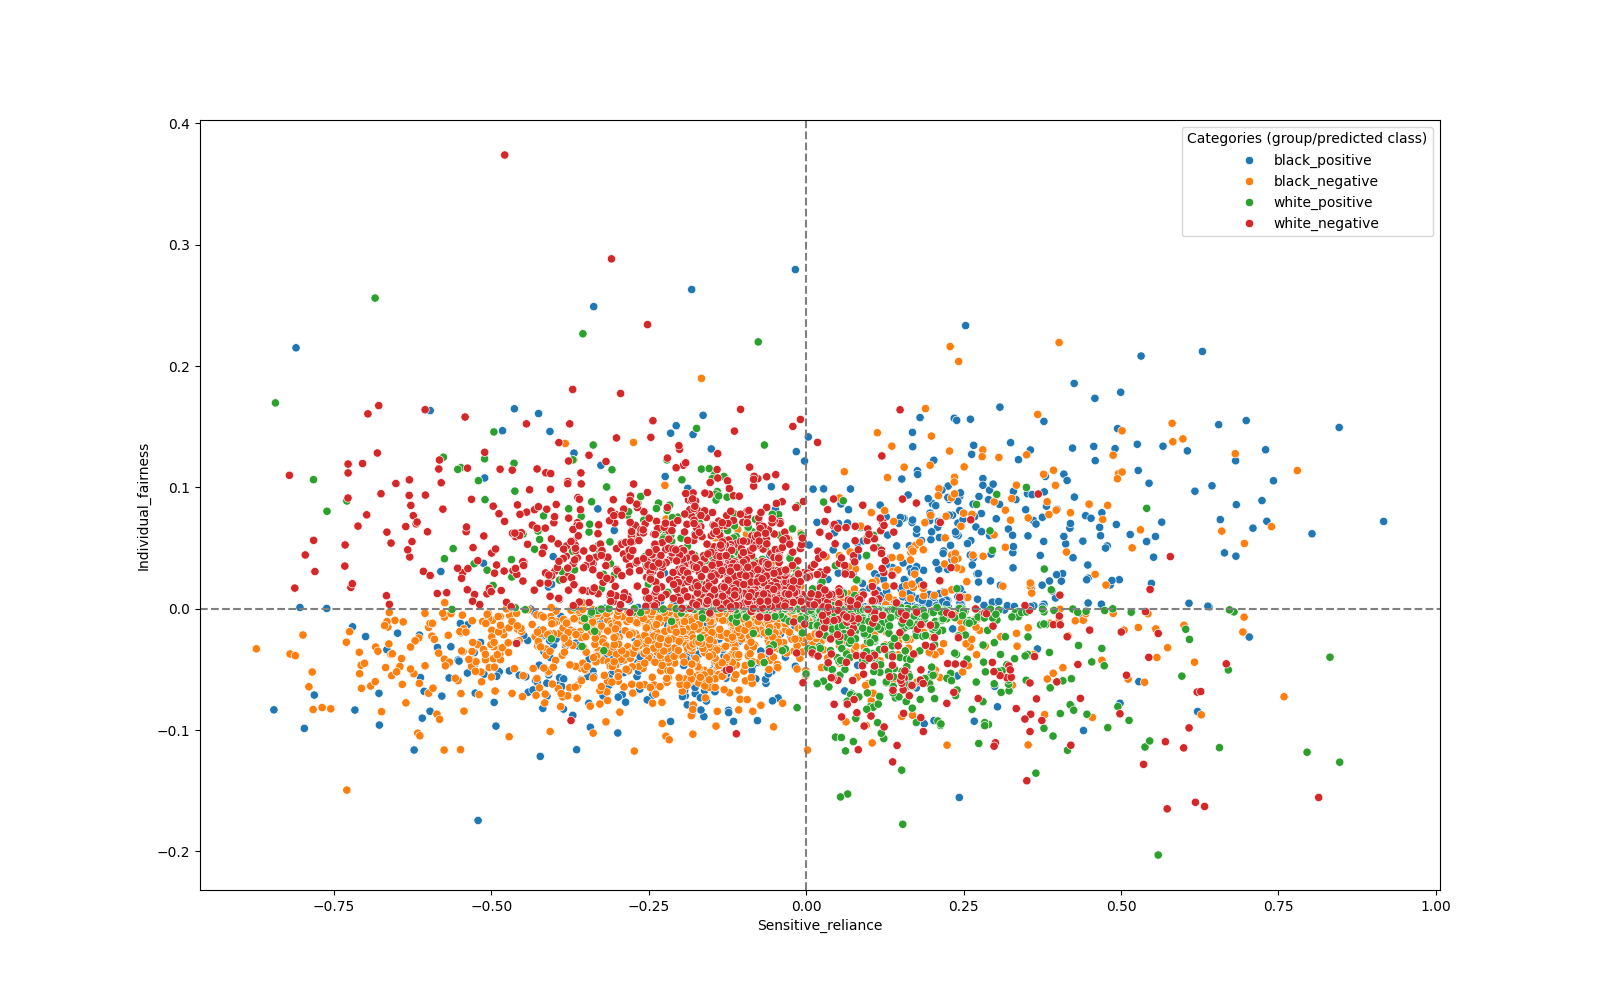 Categories (group/predicted class)
black_positive
black_negative
white_positive
white_negative
0.4
0.3
0.2
0.1
0.0
−0.1
−0.2
Individual_fairness
−0.75 −0.50 −0.25 0.00 0.25 0.50 0.75 1.00
Sensitive_reliance